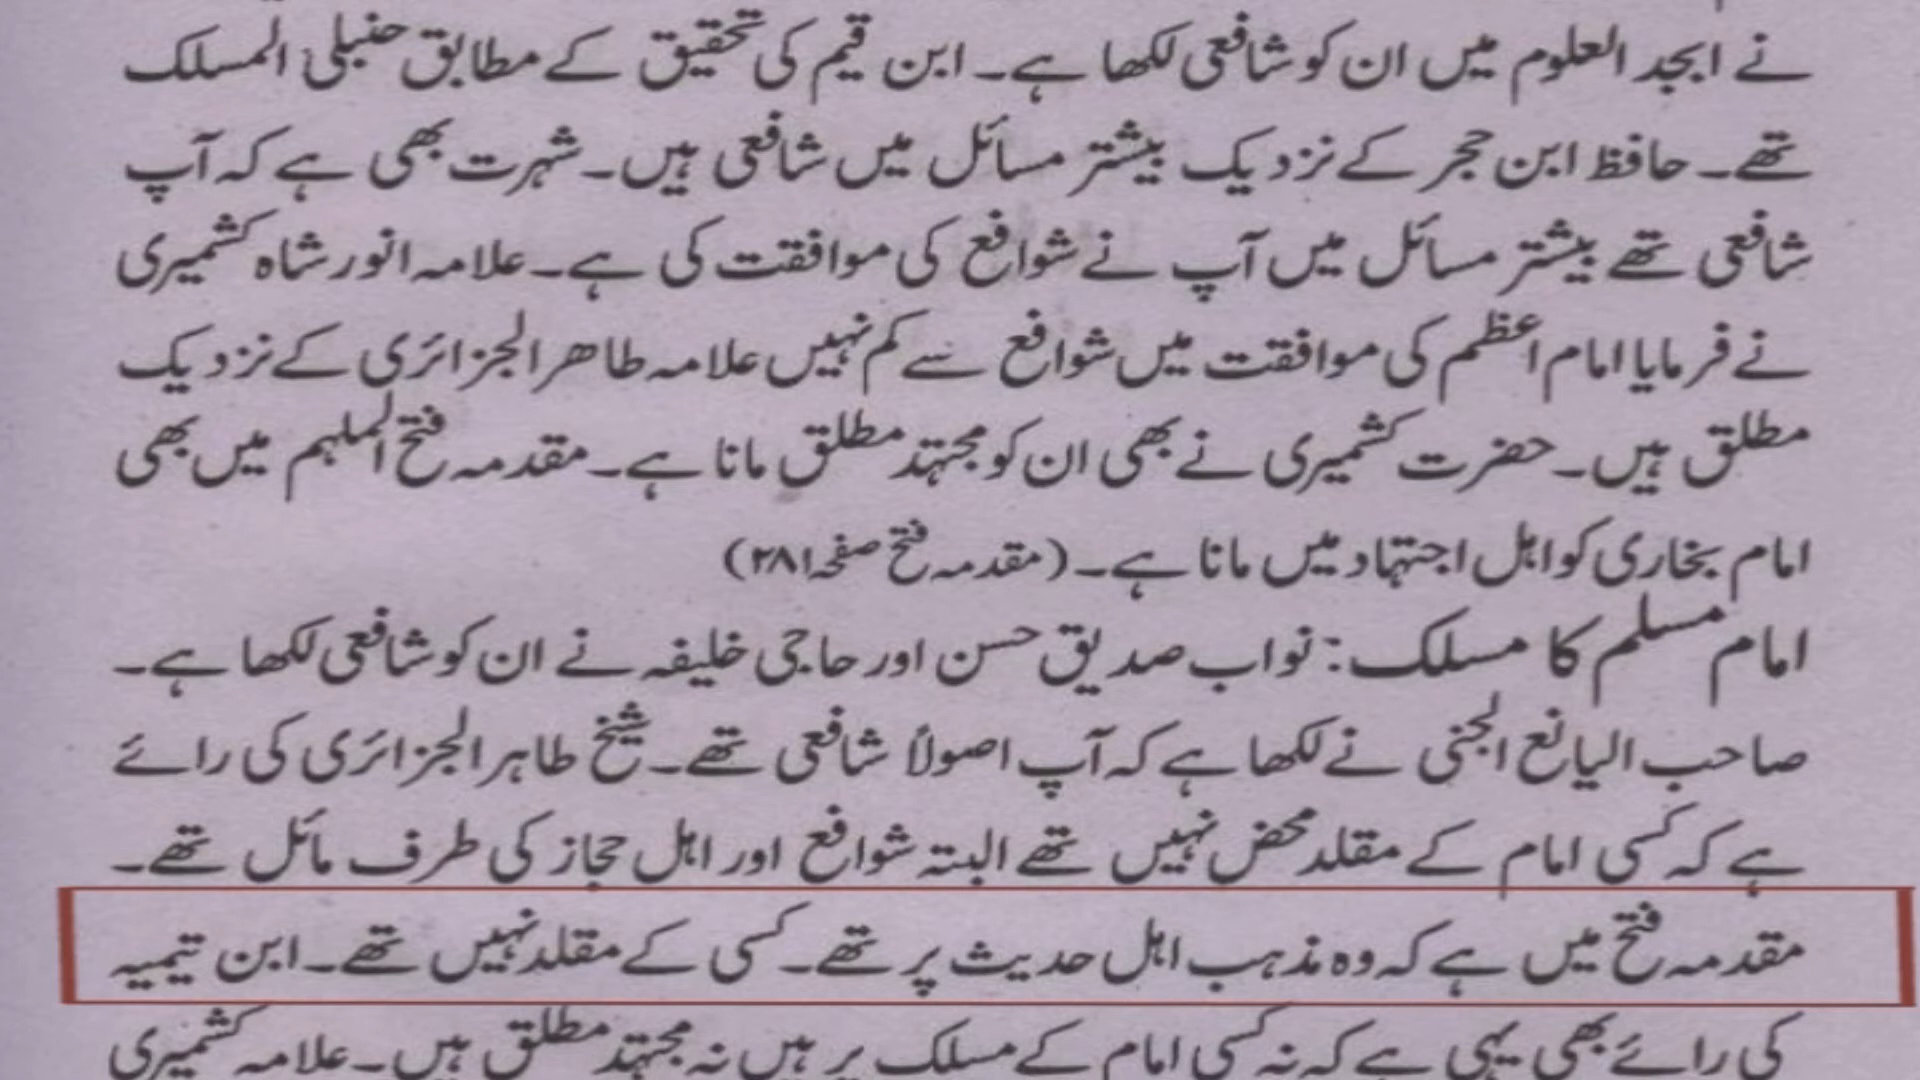 نے ابجد العلوم میں ان کو شافعی لکھا ہے۔ ابن قیم کی تحقیق کے مطابق حنبلی المسلک
تھے۔ حافظ ابن حجر کے نزدیک بیشتر مسائل میں شافعی ہیں۔ شہرت بھی ہے کہ آپ
شافعی تھے بیشتر مسائل میں آپ نے شوافع کی موافقت کی ہے۔ علامہ انور شاہ کشمیری
نے فرمایا امام اعظم کی موافقت میں شوافع سے کم نہیں علامہ طاھر الجزائری کے نزدیک
مطلق ہیں۔ حضرت کشمیری نے بھی ان کو مجتہد مطلق مانا ہے۔ مقدمہ فتح الملہم میں بھی
امام بخاری کو اہل اجتہاد میں مانا ہے۔ (مقدمہ فتح صفحہ ۲۸۱)
امام مسلم کا مسلک: نواب صدیق حسن اور حاجی خلیفہ نے ان کو شافعی لکھا ہے۔
صاحب الیانع الجنی نے لکھا ہے کہ آپ اصولاً شافعی تھے۔ شیخ طاہر الجزائری کی رائے
ہے کہ کسی امام کے مقلد محض نہیں تھے البتہ شوافع اور اہل حجاز کی طرف مائل تھے۔
مقدمہ فتح میں ہے کہ وہ مذہب اہل حدیث پر تھے۔ کسی کے مقلد نہیں تھے۔ ابن تیمیہ
کی رائے بھی یہی ہے کہ نہ کسی امام کے مسلک پر ہیں نہ مجتہد مطلق ہیں۔ علامہ کشمیری